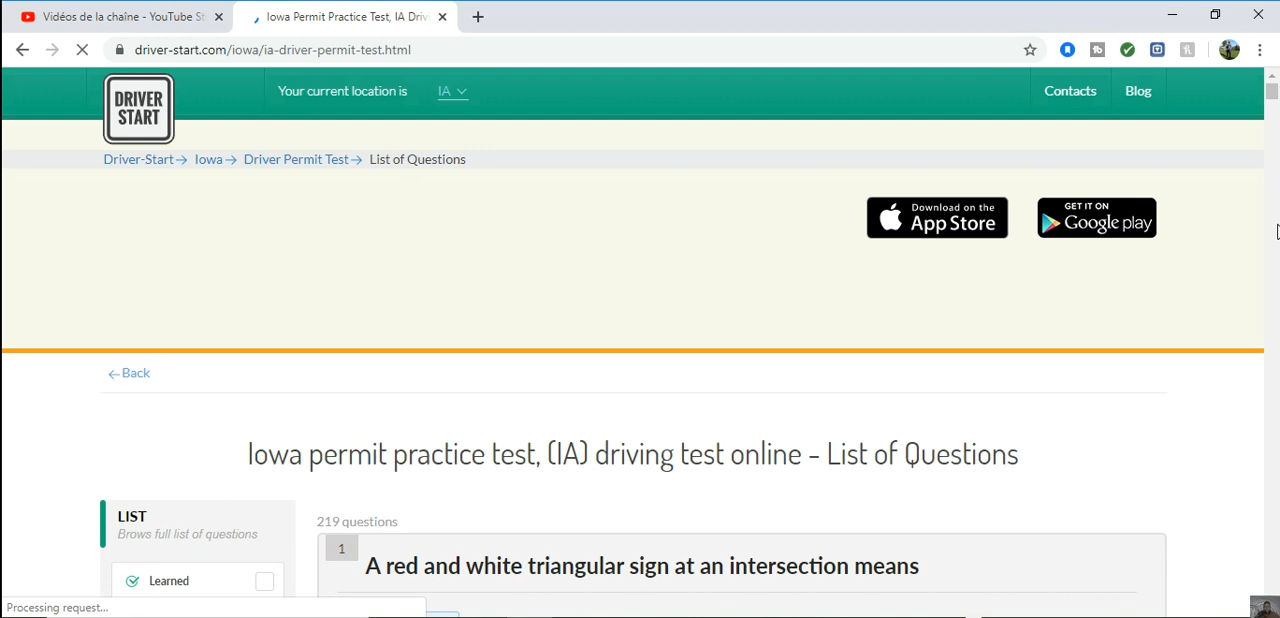 Vidéos de la chaîne - YouTube St
Iowa Permit Practice Test, IA Driv
driver-start.com/iowa/ia-driver-permit-test.html
DRIVER
START
Your current location is
IA
Contacts
Blog
Driver-Start→ Iowa→ Driver Permit Test→ List of Questions
Download on the
App Store
GET IT ON
Google play
←Back
Iowa permit practice test, (IA) driving test online - List of Questions
LIST
Brows full list of questions
219 questions
1
A red and white triangular sign at an intersection means
Learned
Processing request...